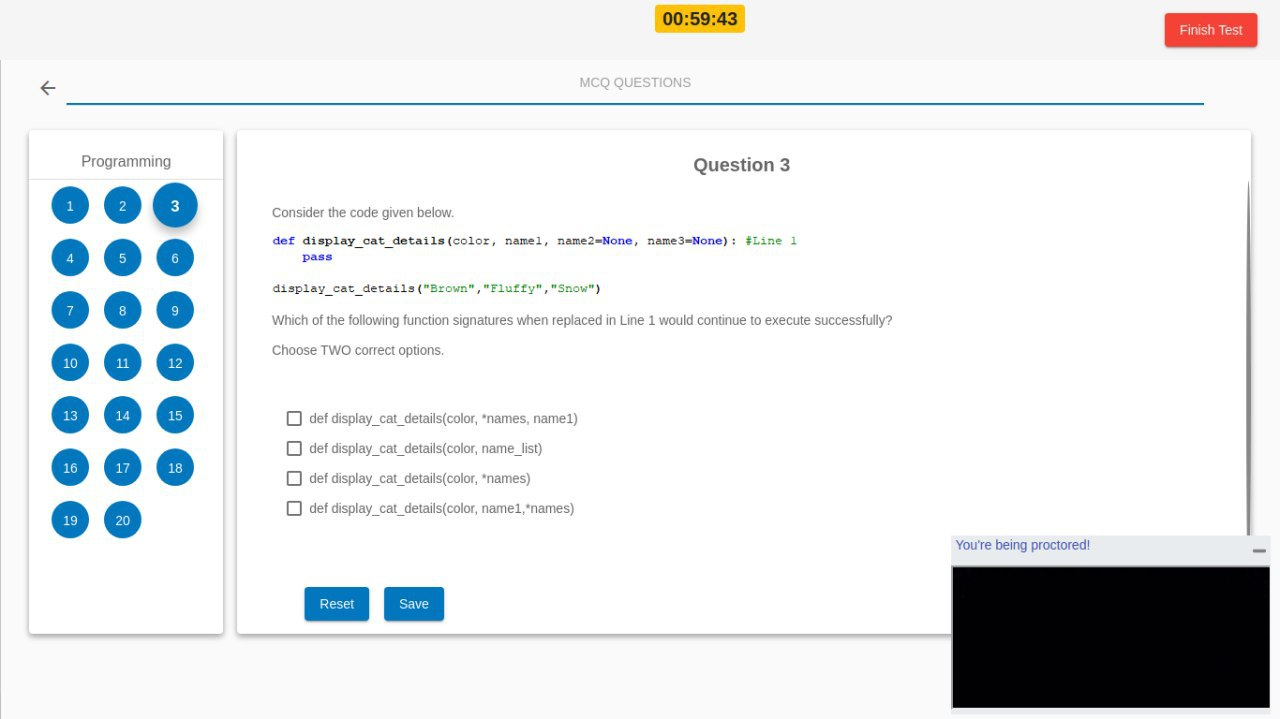 00:59:43
Finish Test
MCQ QUESTIONS
Programming
1 2 3
4 5 6
7 8 9
10 11 12
13 14 15
16 17 18
19 20
Question 3
Consider the code given below.
def display_cat_details(color, name1, name2=None, name3=None): #Line 1
    pass
display_cat_details("Brown","Fluffy","Snow")
Which of the following function signatures when replaced in Line 1 would continue to execute successfully?
Choose TWO correct options.
def display_cat_details(color, *names, name1)
def display_cat_details(color, name_list)
def display_cat_details(color, *names)
def display_cat_details(color, name1,*names)
Reset Save
You're being proctored!